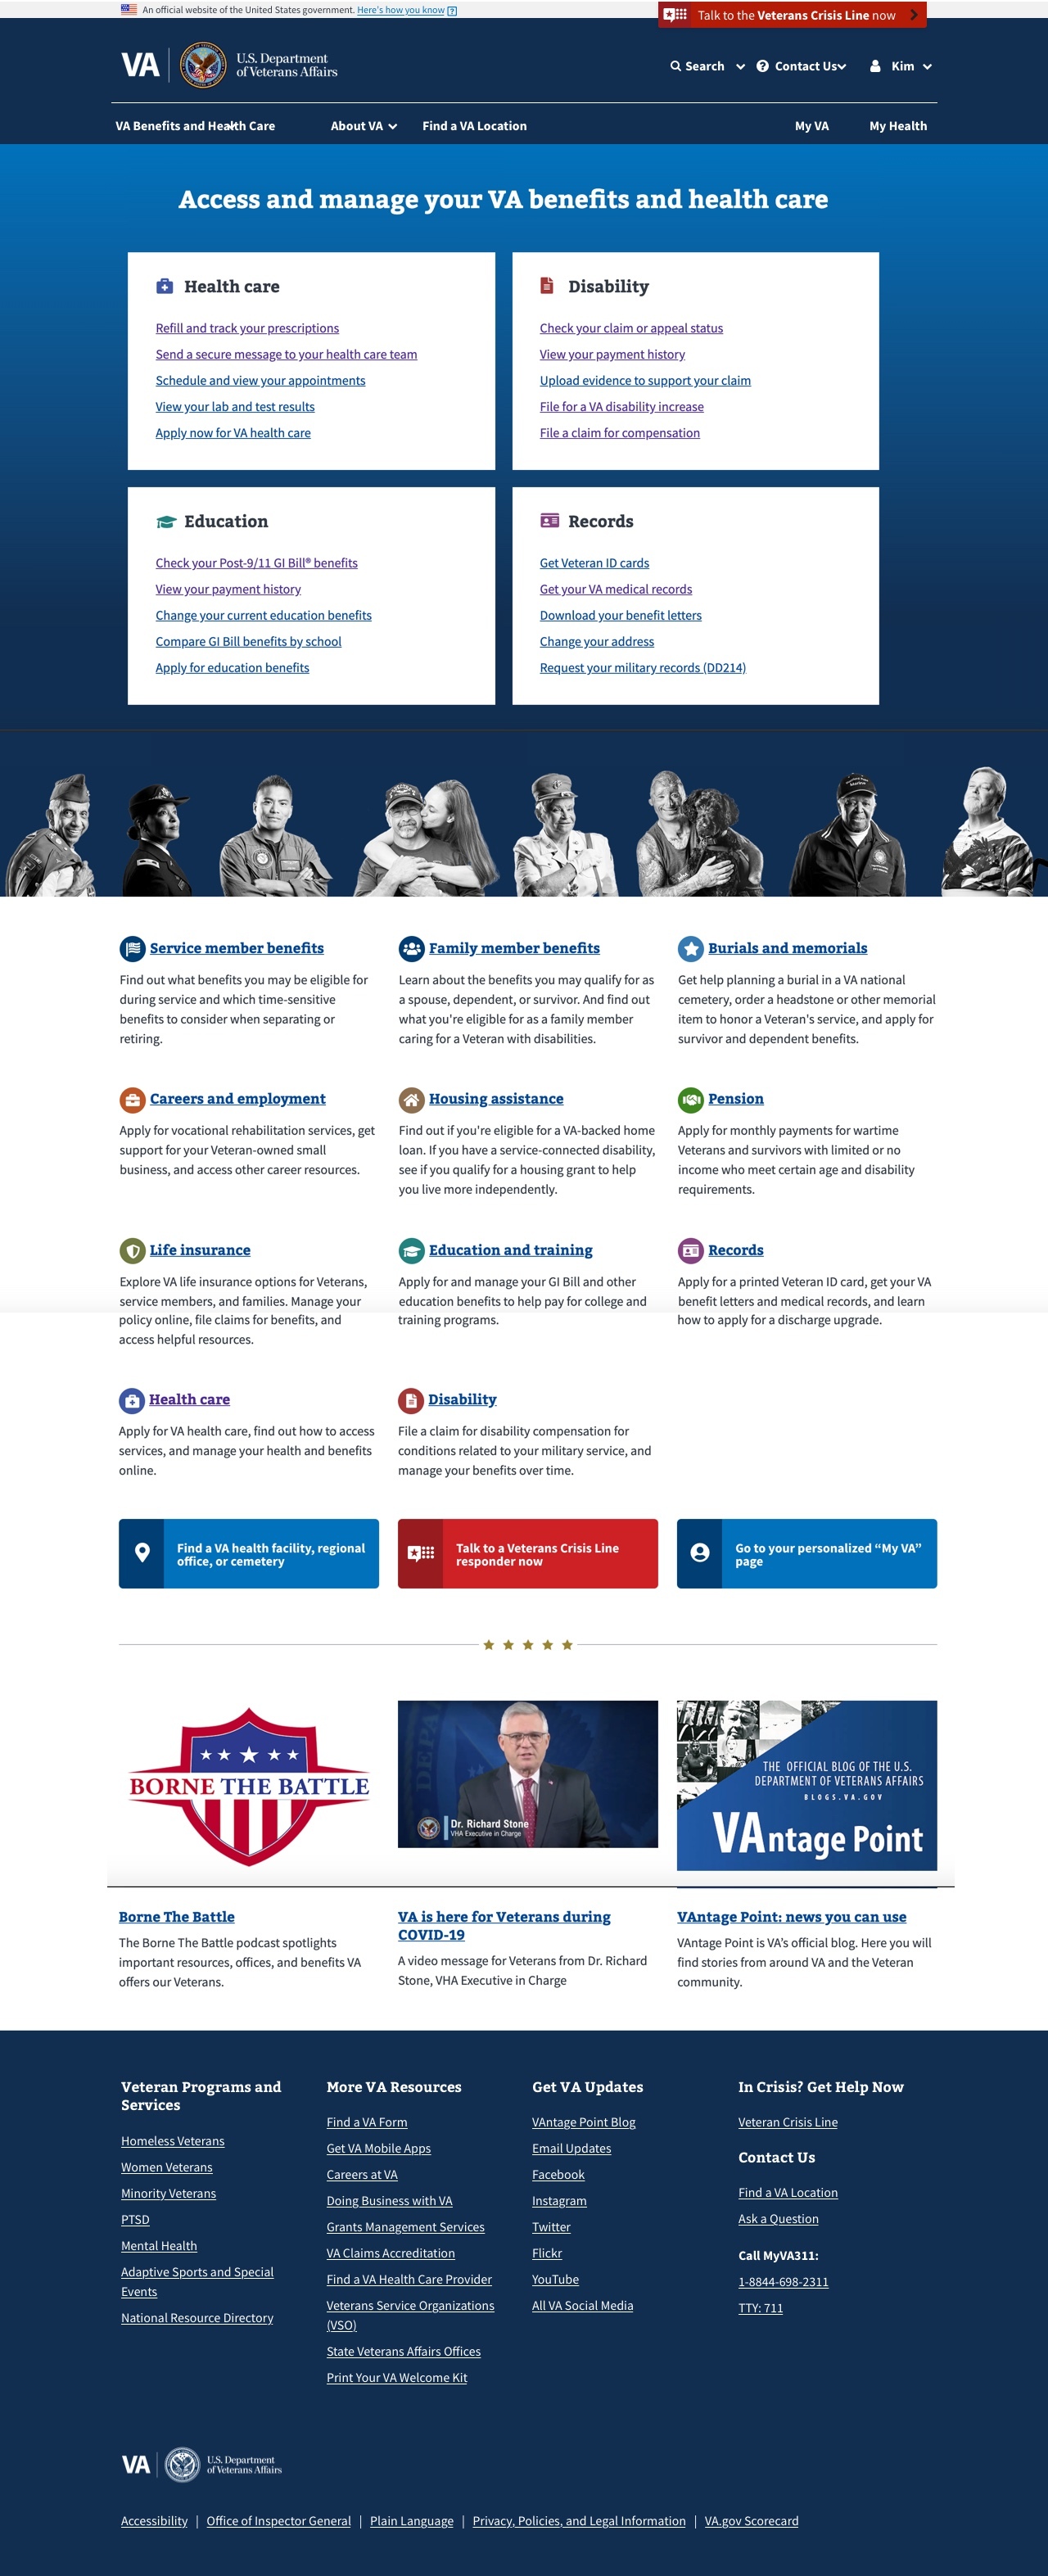 An official website of the United States government. Here's how you know
Talk to the Veterans Crisis Line now
VA
U.S. Department
of Veterans Affairs
Search
Contact Us
Kim
VA Benefits and Health Care
About VA
Find a VA Location
My VA
My Health
Access and manage your VA benefits and health care
Health care
Refill and track your prescriptions
Send a secure message to your health care team
Schedule and view your appointments
View your lab and test results
Apply now for VA health care
Disability
Check your claim or appeal status
View your payment history
Upload evidence to support your claim
File for a VA disability increase
File a claim for compensation
Education
Check your Post-9/11 GI Bill® benefits
View your payment history
Change your current education benefits
Compare GI Bill benefits by school
Apply for education benefits
Records
Get Veteran ID cards
Get your VA medical records
Download your benefit letters
Change your address
Request your military records (DD214)
Service member benefits
Find out what benefits you may be eligible for
during service and which time-sensitive
benefits to consider when separating or
retiring.
Family member benefits
Learn about the benefits you may qualify for as
a spouse, dependent, or survivor. And find out
what you're eligible for as a family member
caring for a Veteran with disabilities.
Burials and memorials
Get help planning a burial in a VA national
cemetery, order a headstone or other memorial
item to honor a Veteran's service, and apply for
survivor and dependent benefits.
Careers and employment
Apply for vocational rehabilitation services, get
support for your Veteran-owned small
business, and access other career resources.
Housing assistance
Find out if you're eligible for a VA-backed home
loan. If you have a service-connected disability,
see if you qualify for a housing grant to help
you live more independently.
Pension
Apply for monthly payments for wartime
Veterans and survivors with limited or no
income who meet certain age and disability
requirements.
Life insurance
Explore VA life insurance options for Veterans,
service members, and families. Manage your
policy online, file claims for benefits, and
access helpful resources.
Education and training
Apply for and manage your GI Bill and other
education benefits to help pay for college and
training programs.
Records
Apply for a printed Veteran ID card, get your VA
benefit letters and medical records, and learn
how to apply for a discharge upgrade.
Health care
Apply for VA health care, find out how to access
services, and manage your health and benefits
online.
Disability
File a claim for disability compensation for
conditions related to your military service, and
manage your benefits over time.
Find a VA health facility, regional
office, or cemetery
Talk to a Veterans Crisis Line
responder now
Go to your personalized “My VA”
page
BORNE THE BATTLE
Dr. Richard Stone
VHA Executive in Charge
THE OFFICIAL BLOG OF THE U.S.
DEPARTMENT OF VETERANS AFFAIRS
BLOGS.VA.GOV
VAntage Point
Borne The Battle
The Borne The Battle podcast spotlights
important resources, offices, and benefits VA
offers our Veterans.
VA is here for Veterans during
COVID-19
A video message for Veterans from Dr. Richard
Stone, VHA Executive in Charge
VAntage Point: news you can use
VAntage Point is VA’s official blog. Here you will
find stories from around VA and the Veteran
community.
Veteran Programs and
Services
Homeless Veterans
Women Veterans
Minority Veterans
PTSD
Mental Health
Adaptive Sports and Special
Events
National Resource Directory
More VA Resources
Find a VA Form
Get VA Mobile Apps
Careers at VA
Doing Business with VA
Grants Management Services
VA Claims Accreditation
Find a VA Health Care Provider
Veterans Service Organizations
(VSO)
State Veterans Affairs Offices
Print Your VA Welcome Kit
Get VA Updates
VAntage Point Blog
Email Updates
Facebook
Instagram
Twitter
Flickr
YouTube
All VA Social Media
In Crisis? Get Help Now
Veteran Crisis Line
Contact Us
Find a VA Location
Ask a Question
Call MyVA311:
1-8844-698-2311
TTY: 711
VA
U.S. Department
of Veterans Affairs
Accessibility | Office of Inspector General | Plain Language | Privacy, Policies, and Legal Information | VA.gov Scorecard